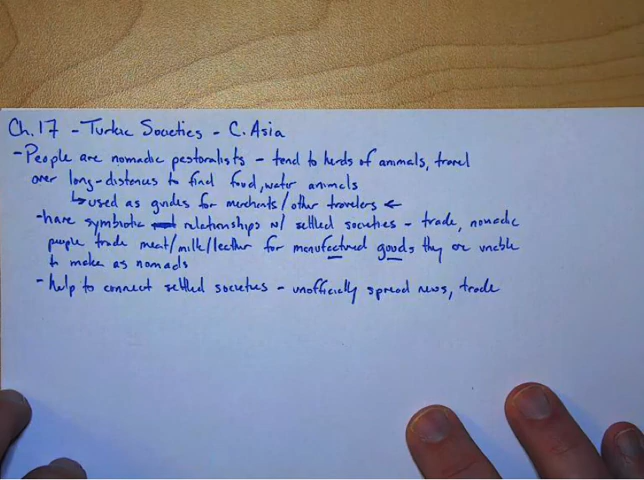 Ch. 17 - Turkic Societies - C. Asia
- People are nomadic pastoralists - tend to herds of animals, travel
over long-distances to find food, water animals
↳ used as guides for merchants/other travelers ←
- have symbiotic relationships w/ settled societies - trade, nomadic
people trade meat/milk/leather for manufactured goods they are unable
to make as nomads
- help to connect settled societies - unofficially spread news, trade